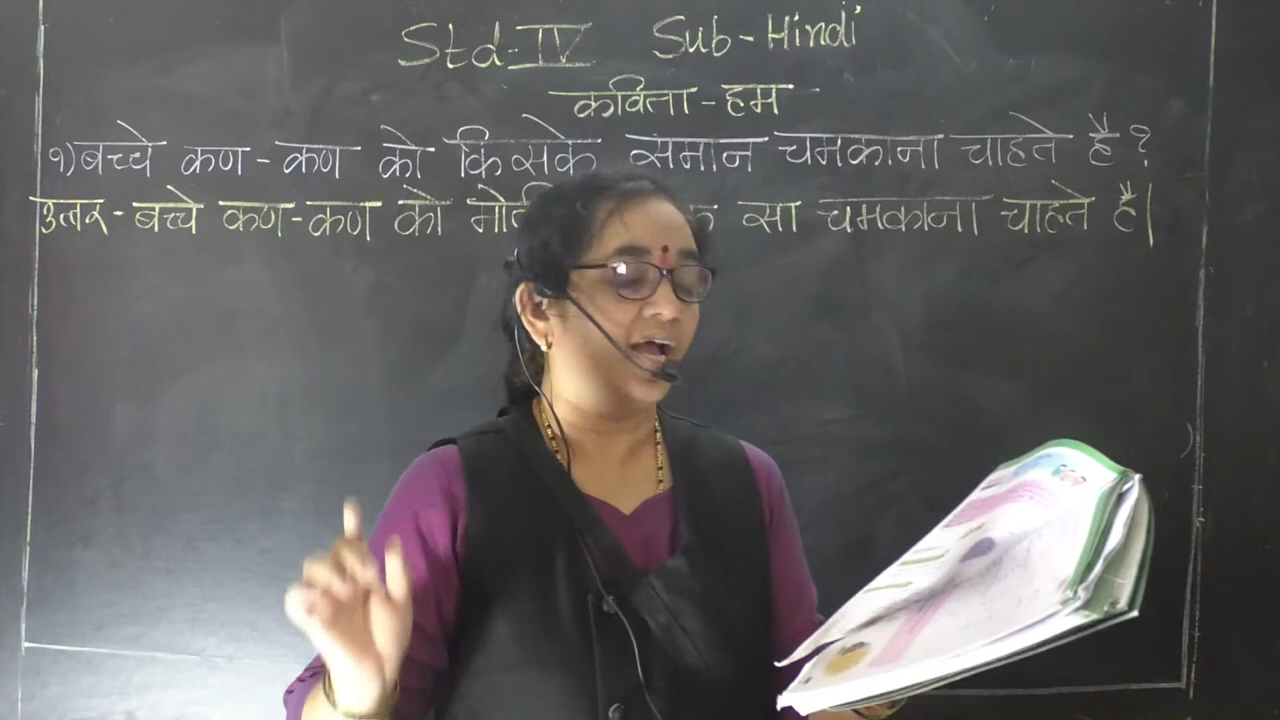 Std-IV Sub-Hindi
कविता - हम
१) बच्चे कण-कण को किसके समान चमकाना चाहते है?
उत्तर - बच्चे कण-कण को सा चमकाना चाहते है।